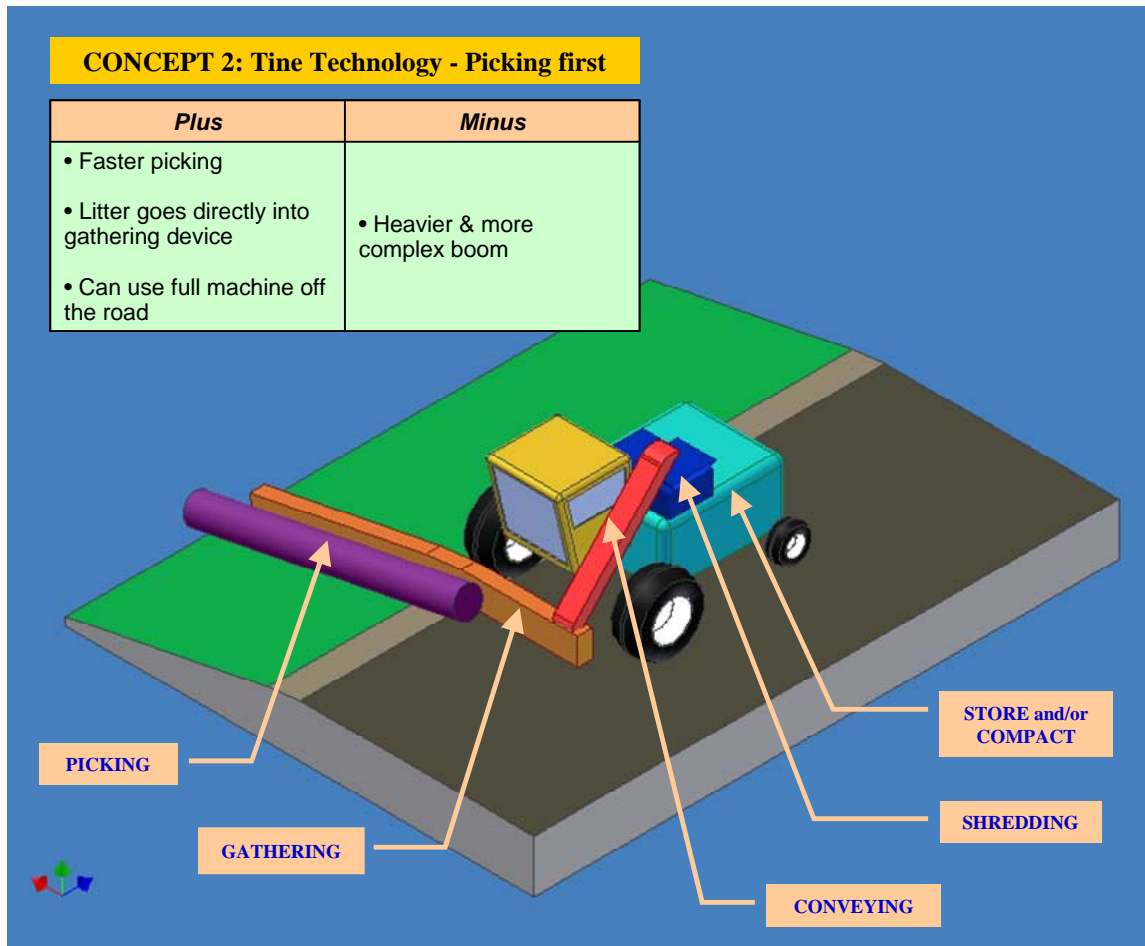 CONCEPT 2: Tine Technology - Picking first
Plus
Minus
• Faster picking
• Litter goes directly into
gathering device
• Can use full machine off
the road
• Heavier & more
complex boom
PICKING
GATHERING
STORE and/or
COMPACT
SHREDDING
CONVEYING